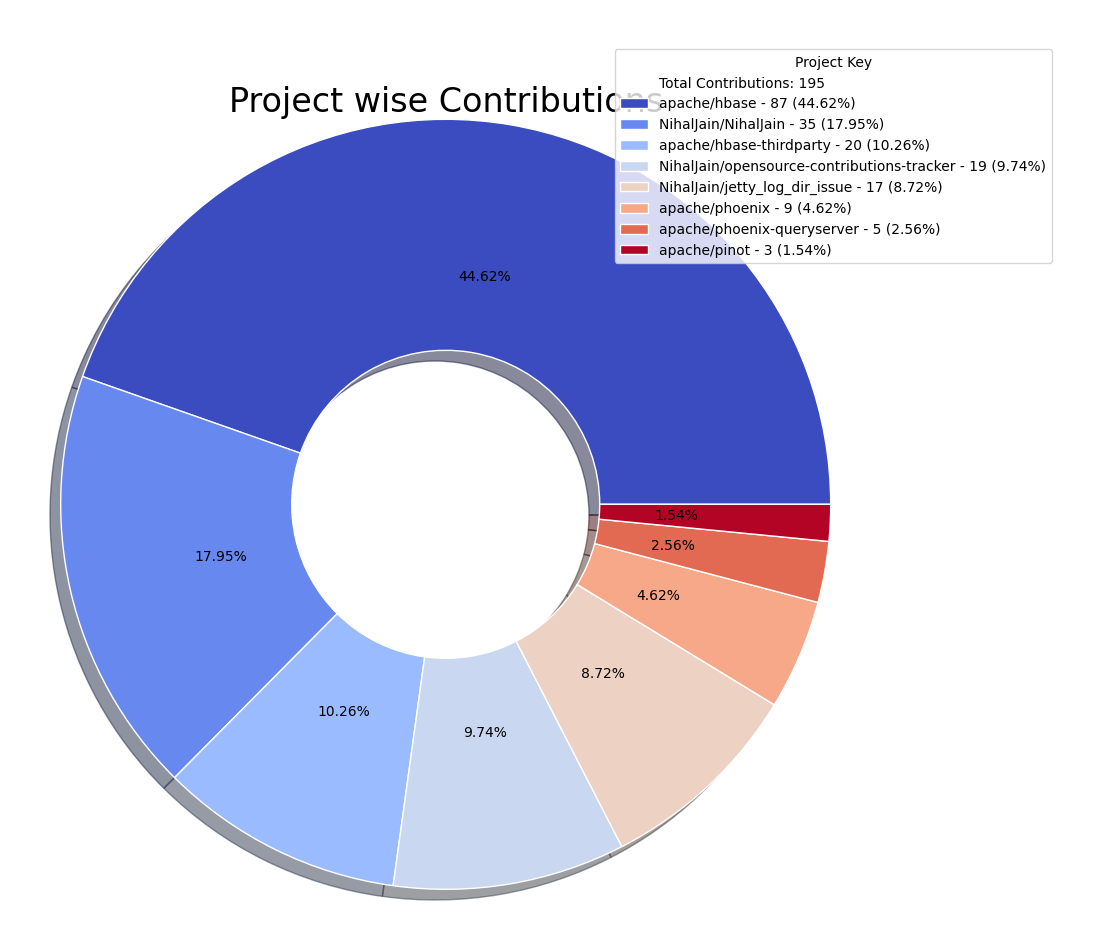 Project wise Contributions
Project Key
Total Contributions: 195
apache/hbase - 87 (44.62%)
NihalJain/NihalJain - 35 (17.95%)
apache/hbase-thirdparty - 20 (10.26%)
NihalJain/opensource-contributions-tracker - 19 (9.74%)
NihalJain/jetty_log_dir_issue - 17 (8.72%)
apache/phoenix - 9 (4.62%)
apache/phoenix-queryserver - 5 (2.56%)
apache/pinot - 3 (1.54%)
44.62%
17.95%
10.26%
9.74%
8.72%
4.62%
2.56%
1.54%